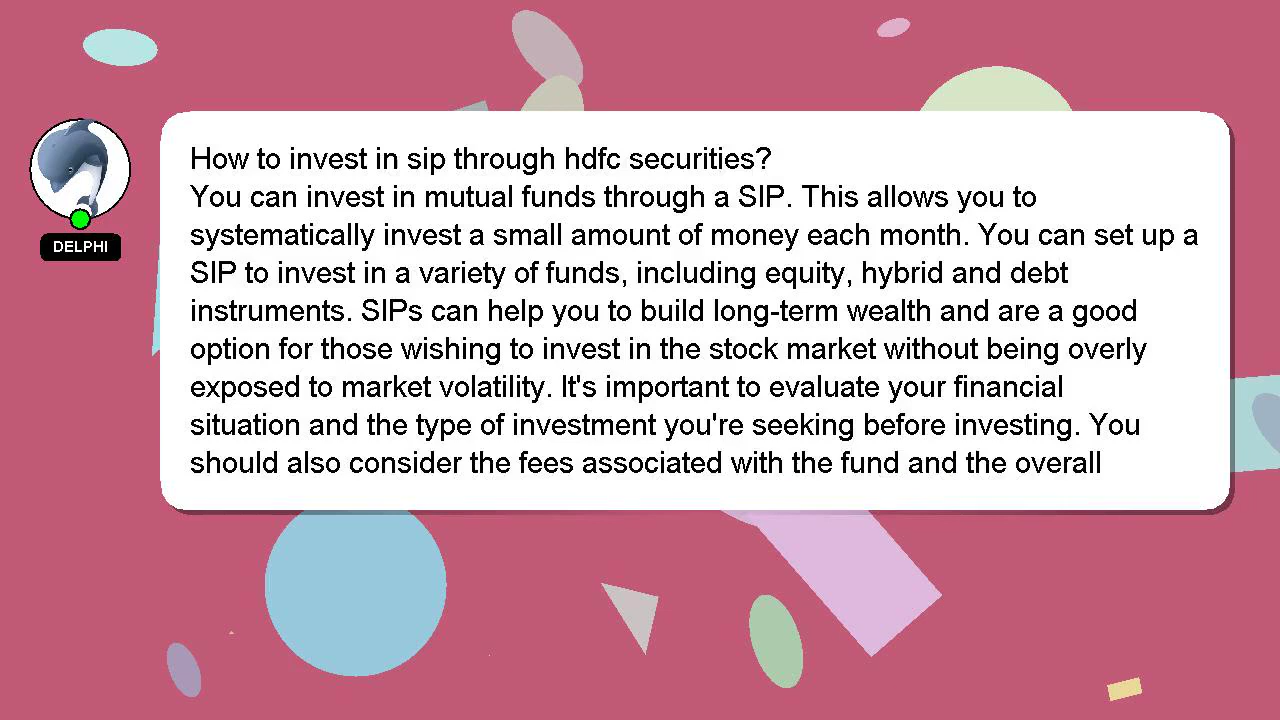 How to invest in sip through hdfc securities?
You can invest in mutual funds through a SIP. This allows you to
systematically invest a small amount of money each month. You can set up a
SIP to invest in a variety of funds, including equity, hybrid and debt
instruments. SIPs can help you to build long-term wealth and are a good
option for those wishing to invest in the stock market without being overly
exposed to market volatility. It's important to evaluate your financial
situation and the type of investment you're seeking before investing. You
should also consider the fees associated with the fund and the overall
DELPHI